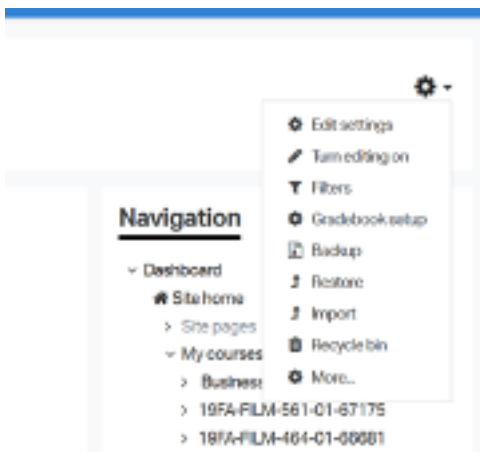 Edit settings
Turn editing on
Filters
Gradebook setup
Backup
Restore
Import
Recycle bin
More...
Navigation
Dashboard
Site home
Site pages
My courses
Business
19FA-FILM-561-01-67175
19FA-FILM-464-01-66681